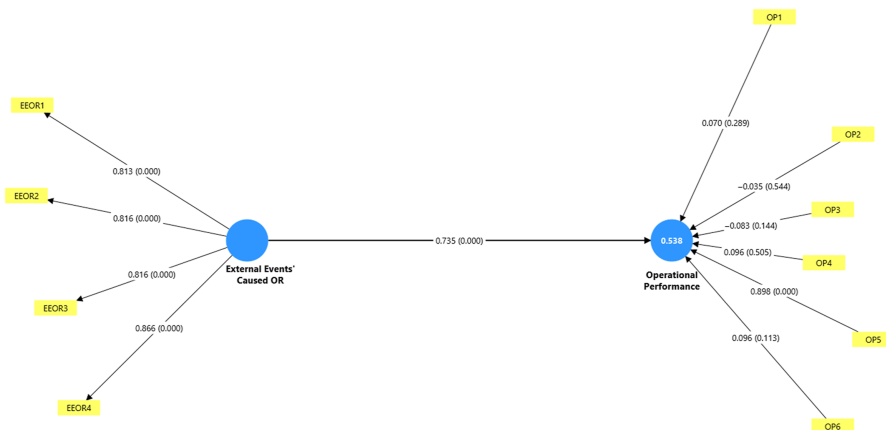 OP1
EEOR1
0.070 (0.289)
OP2
0.813 (0.000)
−0.035 (0.544)
EEOR2
OP3
0.816 (0.000)
−0.083 (0.144)
0.735 (0.000)
0.538
0.096 (0.505)
OP4
External Events'
Caused OR
Operational
Performance
0.816 (0.000)
0.898 (0.000)
EEOR3
0.866 (0.000)
0.096 (0.113)
OP5
EEOR4
OP6